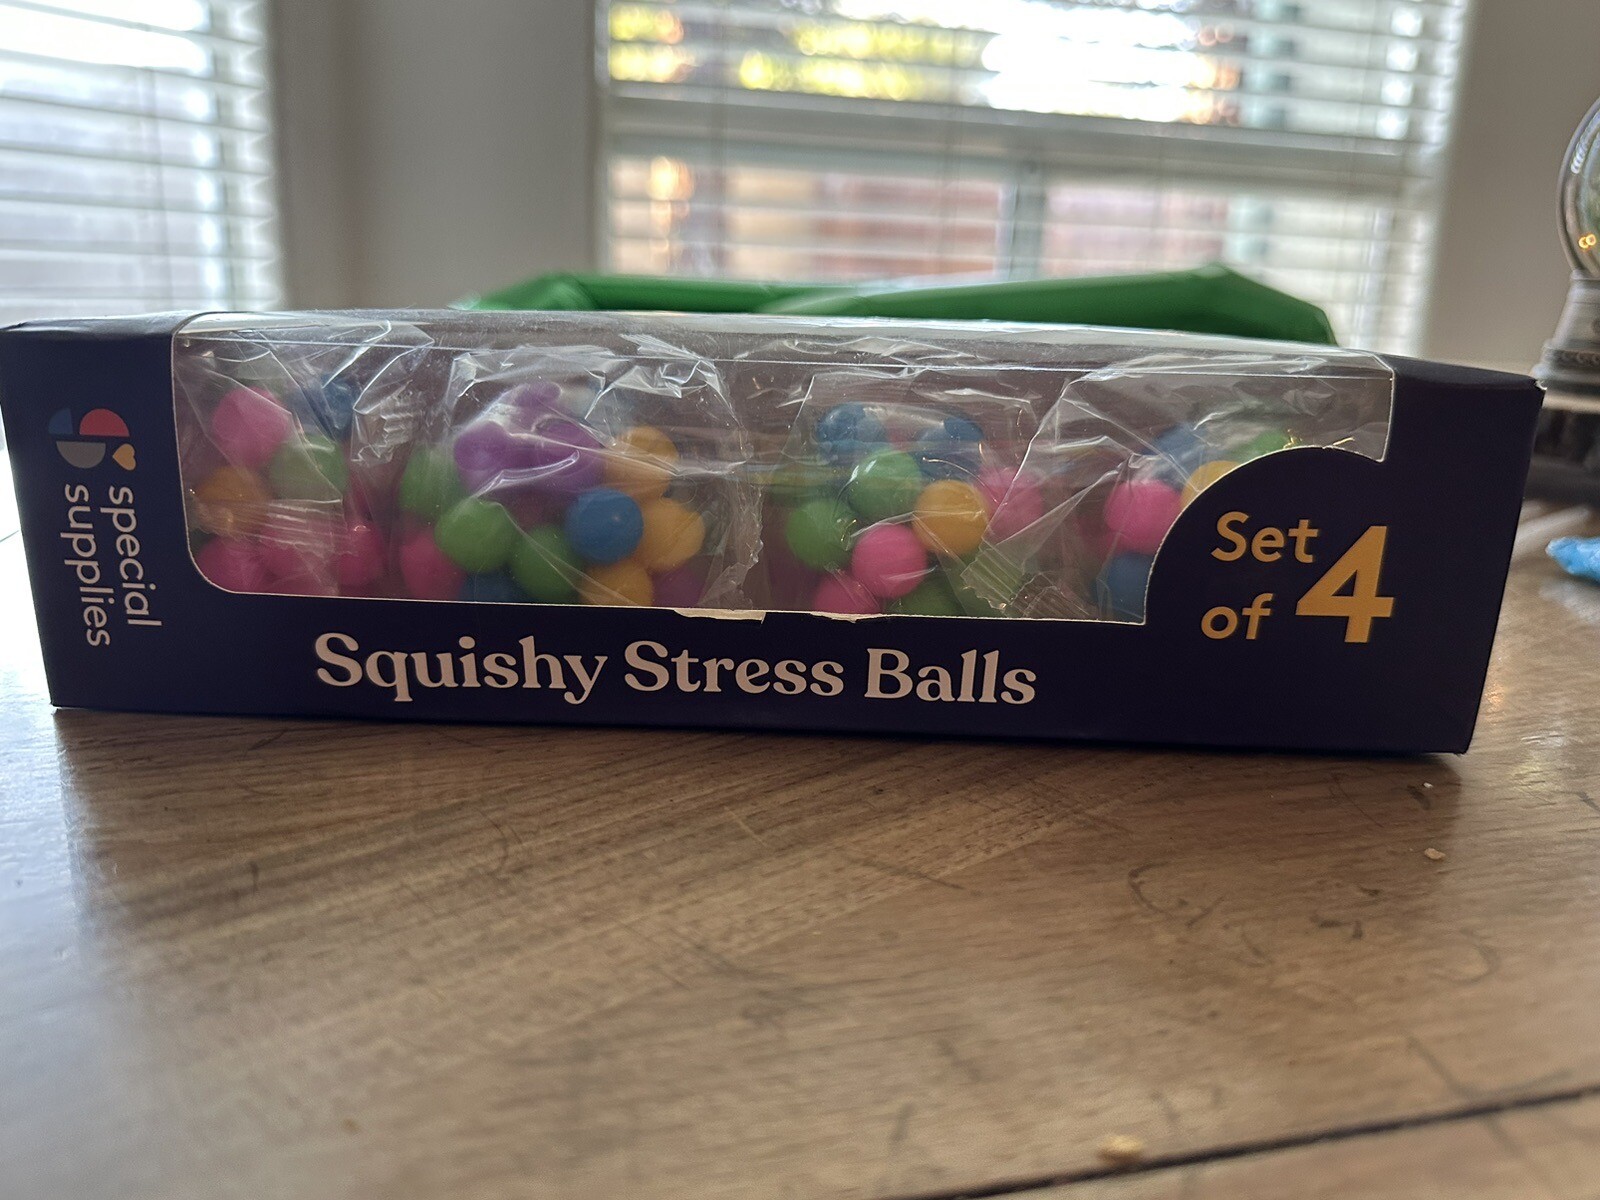 special
supplies
Squishy Stress Balls
Set
of 4